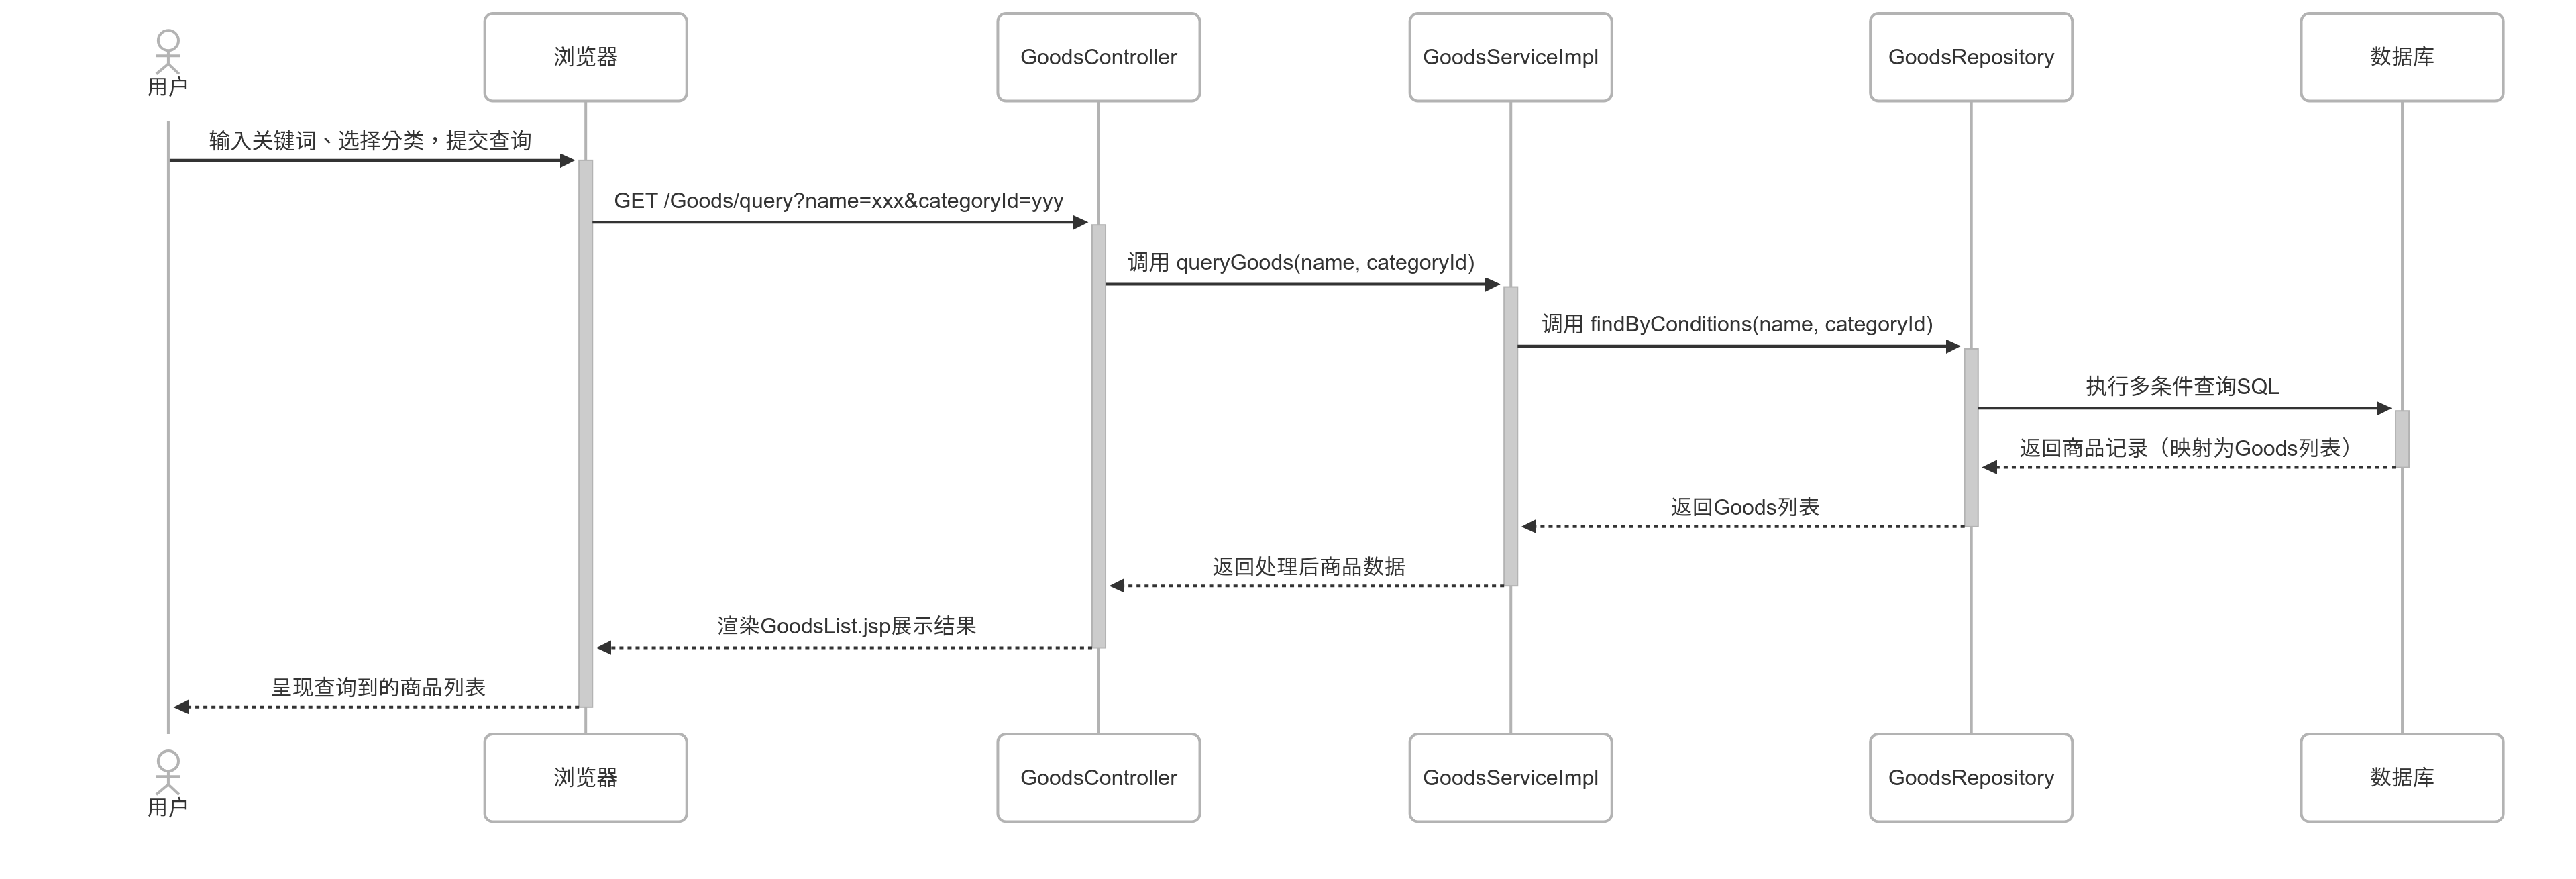 用户
浏览器
GoodsController
GoodsServiceImpl
GoodsRepository
数据库
输入关键词、选择分类，提交查询
GET /Goods/query?name=xxx&categoryId=yyy
调用 queryGoods(name, categoryId)
调用 findByConditions(name, categoryId)
执行多条件查询SQL
返回商品记录（映射为Goods列表）
返回Goods列表
返回处理后商品数据
渲染GoodsList.jsp展示结果
呈现查询到的商品列表
用户
浏览器
GoodsController
GoodsServiceImpl
GoodsRepository
数据库